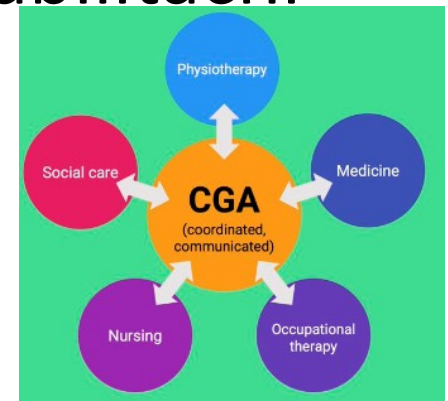 Physiotherapy
Social care
Medicine
CGA
(coordinated,
communicated)
Nursing
Occupational
therapy